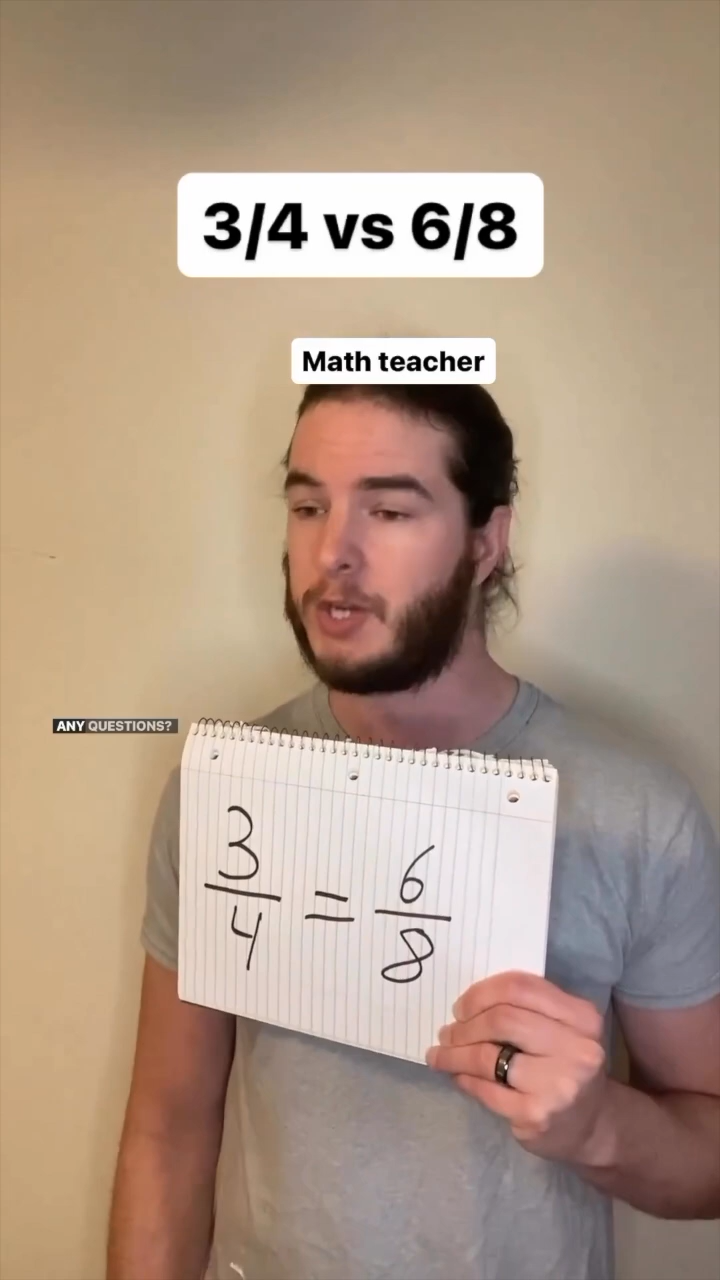 3/4 vs 6/8
Math teacher
ANY QUESTIONS?
3/4 = 6/8